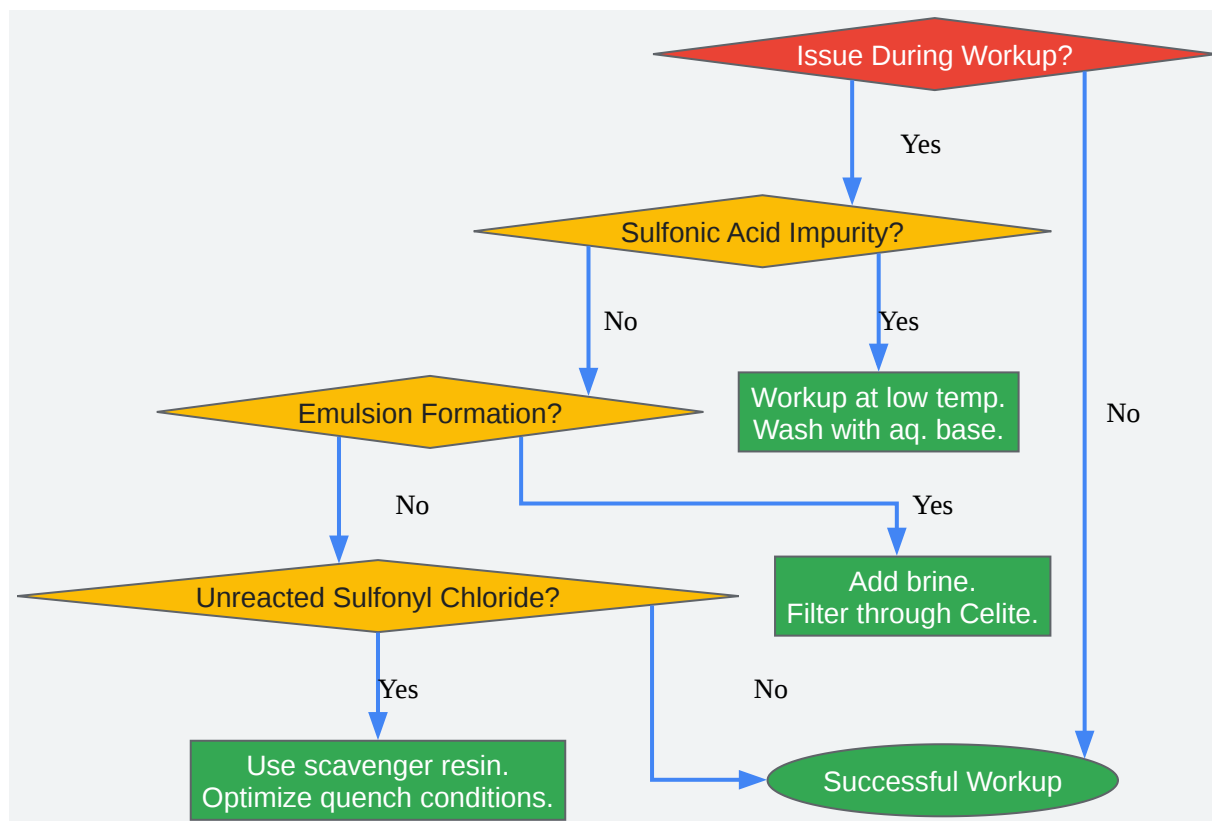 Issue During Workup?
Yes
Sulfonic Acid Impurity?
No
Yes
Workup at low temp.
Wash with aq. base.
No
Emulsion Formation?
No
Yes
Add brine.
Filter through Celite.
Unreacted Sulfonyl Chloride?
Yes
No
Use scavenger resin.
Optimize quench conditions.
Successful Workup